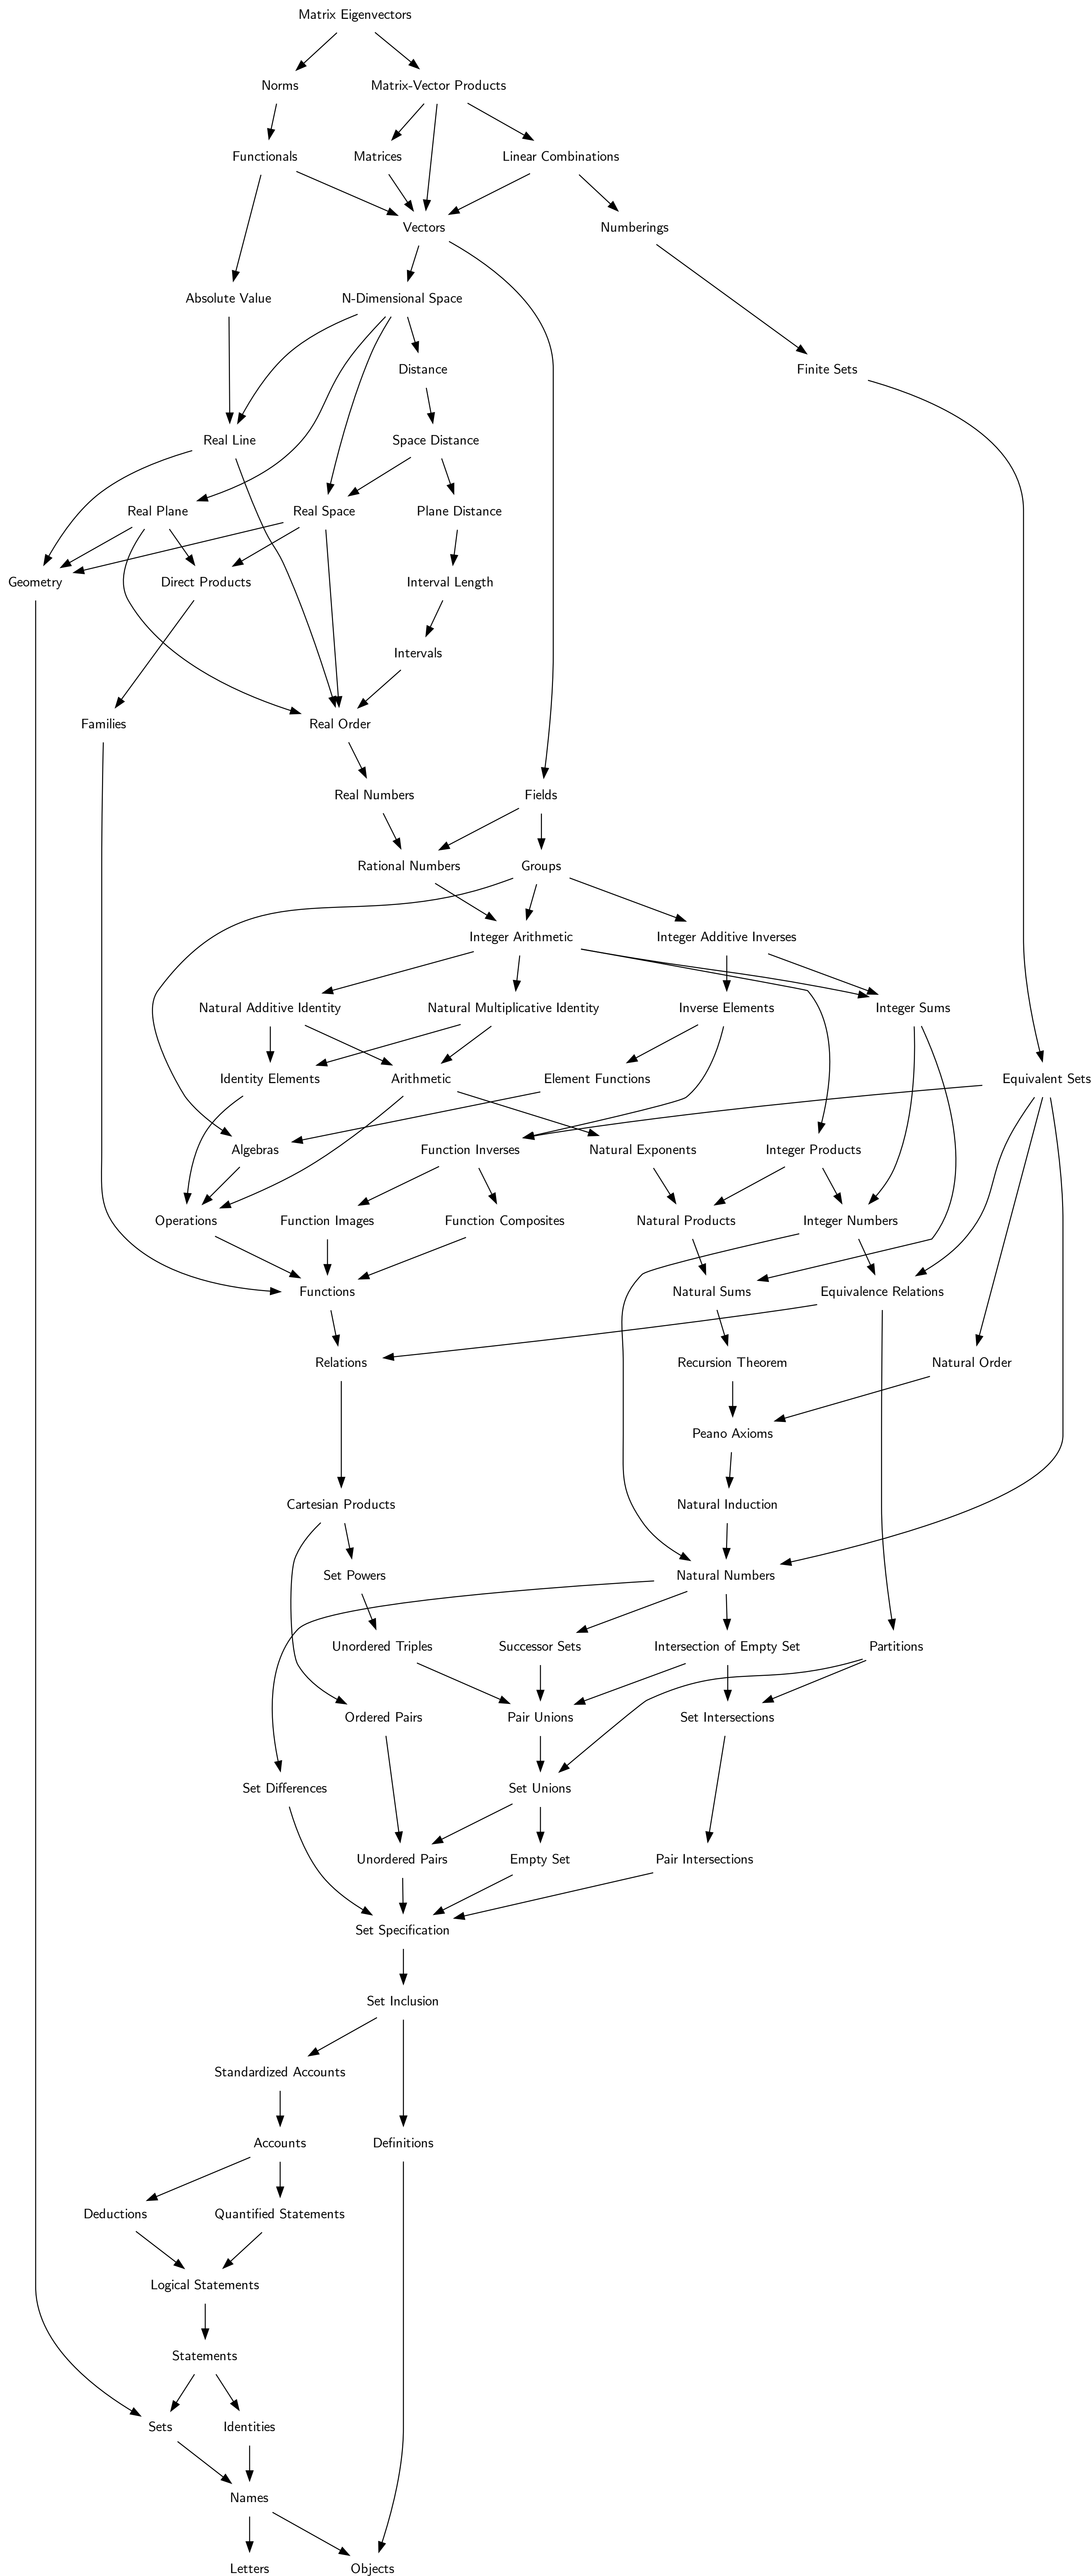 Matrix Eigenvectors
Norms
Matrix-Vector Products
Functionals
Matrices
Linear Combinations
Vectors
Numberings
Absolute Value
N-Dimensional Space
Distance
Finite Sets
Real Line
Space Distance
Real Plane
Real Space
Plane Distance
Geometry
Direct Products
Interval Length
Intervals
Families
Real Order
Real Numbers
Fields
Rational Numbers
Groups
Integer Arithmetic
Integer Additive Inverses
Natural Additive Identity
Natural Multiplicative Identity
Inverse Elements
Integer Sums
Identity Elements
Arithmetic
Element Functions
Equivalent Sets
Algebras
Function Inverses
Natural Exponents
Integer Products
Operations
Function Images
Function Composites
Natural Products
Integer Numbers
Functions
Natural Sums
Equivalence Relations
Relations
Recursion Theorem
Natural Order
Peano Axioms
Cartesian Products
Natural Induction
Set Powers
Natural Numbers
Unordered Triples
Successor Sets
Intersection of Empty Set
Partitions
Ordered Pairs
Pair Unions
Set Intersections
Set Differences
Set Unions
Unordered Pairs
Empty Set
Pair Intersections
Set Specification
Set Inclusion
Standardized Accounts
Accounts
Definitions
Deductions
Quantified Statements
Logical Statements
Statements
Sets
Identities
Names
Letters
Objects